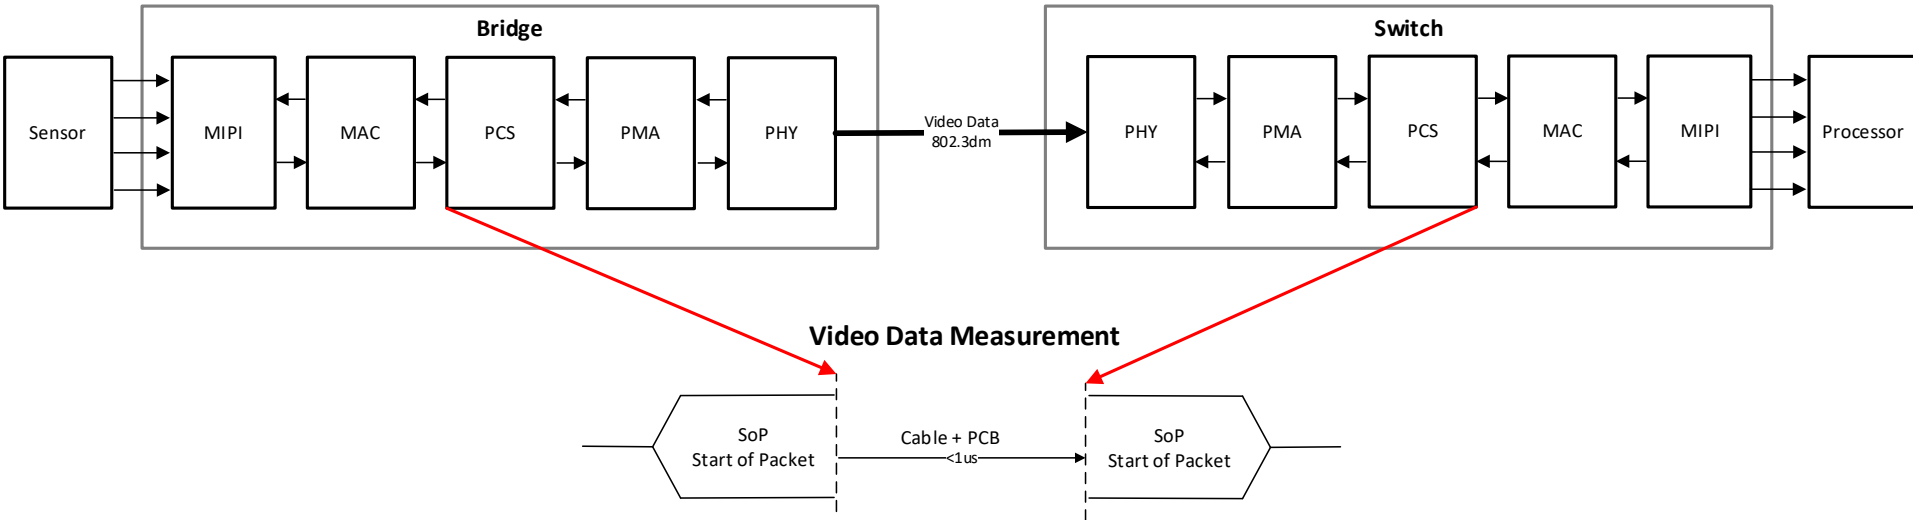 Bridge
Switch
Sensor
MIPI
MAC
PCS
PMA
PHY
Video Data
802.3dm
PHY
PMA
PCS
MAC
MIPI
Processor
Video Data Measurement
SoP
Start of Packet
Cable + PCB
<1us
SoP
Start of Packet